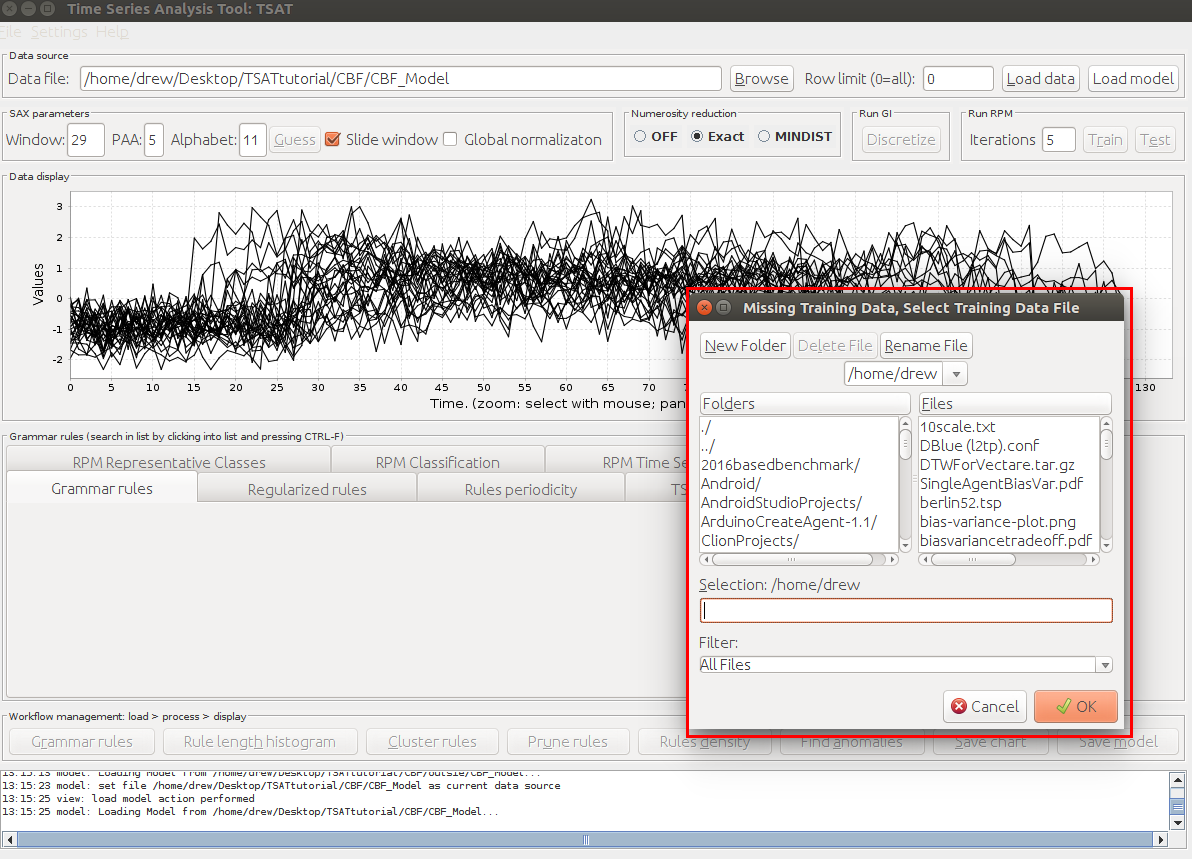 Time Series Analysis Tool: TSAT
File Settings Help
Data source
Data file: /home/drew/Desktop/TSATtutorial/CBF/CBF_Model Browse Row limit (0=all): 0 Load data Load model
SAX parameters Numerosity reduction Run GI Run RPM
Window: 29 PAA: 5 Alphabet: 11 Guess Slide window Global normalizaton OFF Exact MINDIST Discretize Iterations 5 Train Test
Data display
3
2
1
0
-1
-2
Values
0 5 10 15 20 25 30 35 40 45 50 55 60 65 70 130
Time. (zoom: select with mouse; pan
Missing Training Data, Select Training Data File
New Folder Delete File Rename File
/home/drew
Folders Files
./ 10scale.txt
../ DBlue (l2tp).conf
2016basedbenchmark/ DTWForVectare.tar.gz
Android/ SingleAgentBiasVar.pdf
AndroidStudioProjects/ berlin52.tsp
ArduinoCreateAgent-1.1/ bias-variance-plot.png
ClionProjects/ biasvariancetradeoff.pdf
Selection: /home/drew
Filter:
All Files
Cancel OK
Grammar rules (search in list by clicking into list and pressing CTRL-F)
RPM Representative Classes RPM Classification RPM Time Se
Grammar rules Regularized rules Rules periodicity TS
Workflow management: load > process > display
Grammar rules Rule length histogram Cluster rules Prune rules Rules density Find anomalies Save chart Save model
13:15:13 model: Loading Model from /home/drew/Desktop/TSATtutorial/CBF/outsie/CBF_Model...
13:15:23 model: set file /home/drew/Desktop/TSATtutorial/CBF/CBF_Model as current data source
13:15:25 view: load model action performed
13:15:25 model: Loading Model from /home/drew/Desktop/TSATtutorial/CBF/CBF_Model...